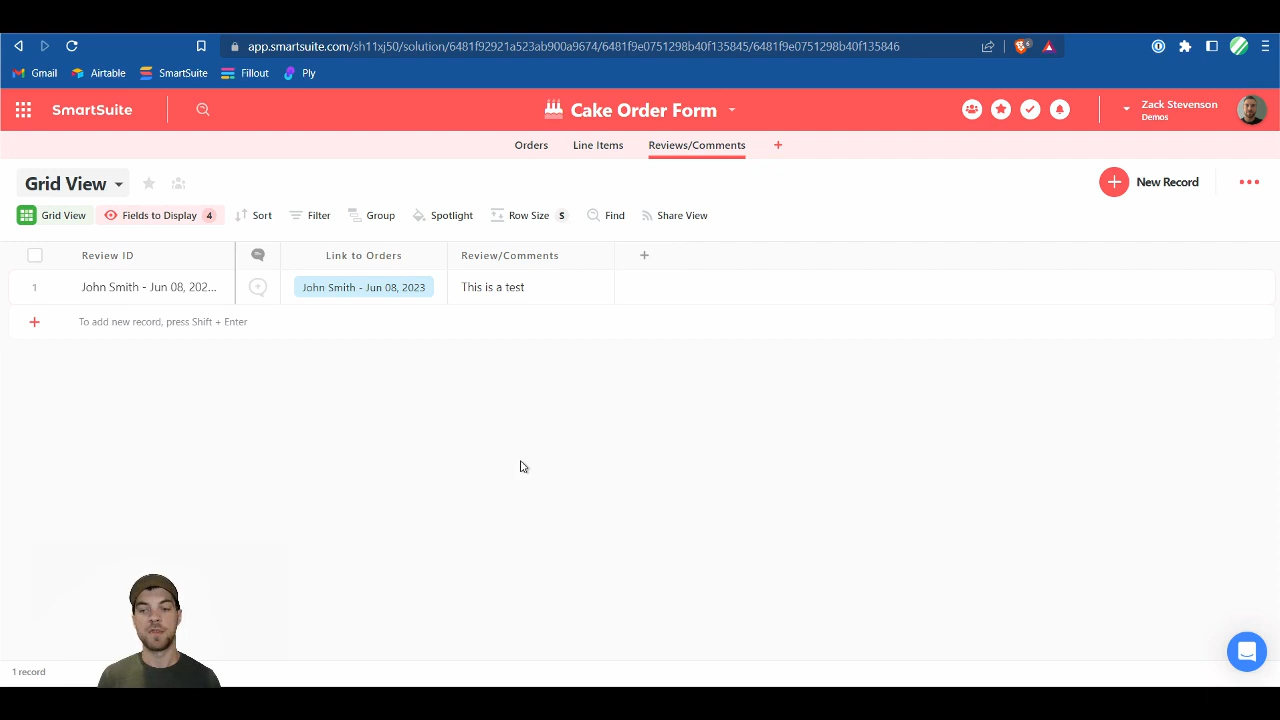 app.smartsuite.com/sh11xj50/solution/6481f92921a523ab900a9674/6481f9e0751298b40f135845/6481f9e0751298b40f135846
6
Gmail Airtable SmartSuite Fillout Ply
SmartSuite
Cake Order Form
Zack Stevenson
Demos
Orders Line Items Reviews/Comments +
Grid View
New Record
Grid View Fields to Display 4 Sort Filter Group Spotlight Row Size S Find Share View
Review ID Link to Orders Review/Comments +
1 John Smith - Jun 08, 202... John Smith - Jun 08, 2023 This is a test
+ To add new record, press Shift + Enter
1 record